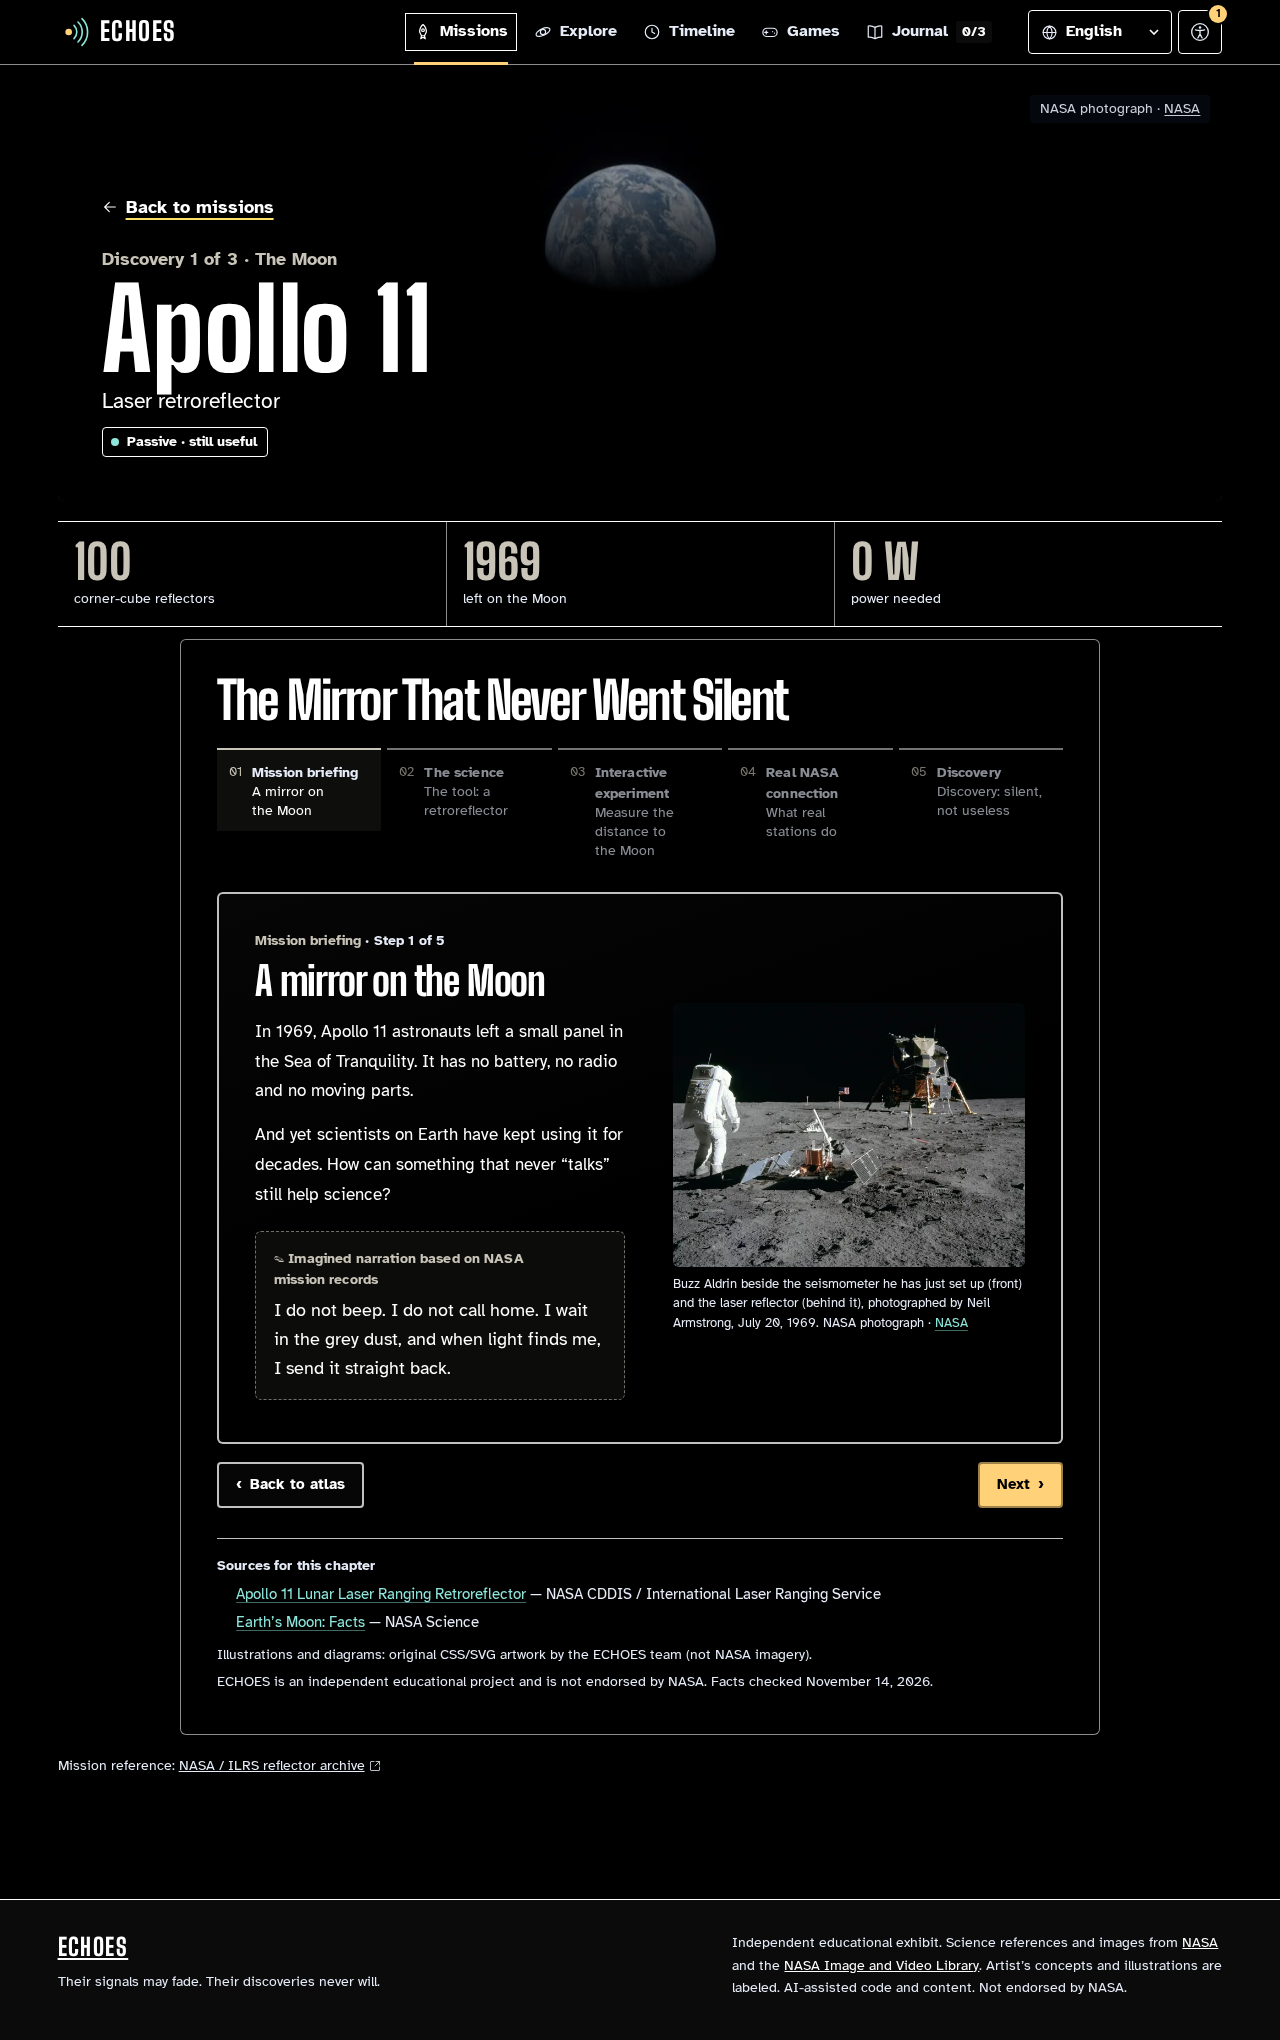 ECHOES
Missions
Explore
Timeline
Games
Journal 0/3
English
1
NASA photograph · NASA
← Back to missions
Discovery 1 of 3 · The Moon
Apollo 11
Laser retroreflector
Passive · still useful
100
corner-cube reflectors
1969
left on the Moon
0 W
power needed
The Mirror That Never Went Silent
01 Mission briefing
A mirror on
the Moon
02 The science
The tool: a
retroreflector
03 Interactive
experiment
Measure the
distance to
the Moon
04 Real NASA
connection
What real
stations do
05 Discovery
Discovery: silent,
not useless
Mission briefing · Step 1 of 5
A mirror on the Moon
In 1969, Apollo 11 astronauts left a small panel in
the Sea of Tranquility. It has no battery, no radio
and no moving parts.
And yet scientists on Earth have kept using it for
decades. How can something that never “talks”
still help science?
Imagined narration based on NASA
mission records
I do not beep. I do not call home. I wait
in the grey dust, and when light finds me,
I send it straight back.
Buzz Aldrin beside the seismometer he has just set up (front)
and the laser reflector (behind it), photographed by Neil
Armstrong, July 20, 1969. NASA photograph · NASA
‹ Back to atlas
Next ›
Sources for this chapter
Apollo 11 Lunar Laser Ranging Retroreflector — NASA CDDIS / International Laser Ranging Service
Earth’s Moon: Facts — NASA Science
Illustrations and diagrams: original CSS/SVG artwork by the ECHOES team (not NASA imagery).
ECHOES is an independent educational project and is not endorsed by NASA. Facts checked November 14, 2026.
Mission reference: NASA / ILRS reflector archive
ECHOES
Their signals may fade. Their discoveries never will.
Independent educational exhibit. Science references and images from NASA
and the NASA Image and Video Library. Artist’s concepts and illustrations are
labeled. AI-assisted code and content. Not endorsed by NASA.